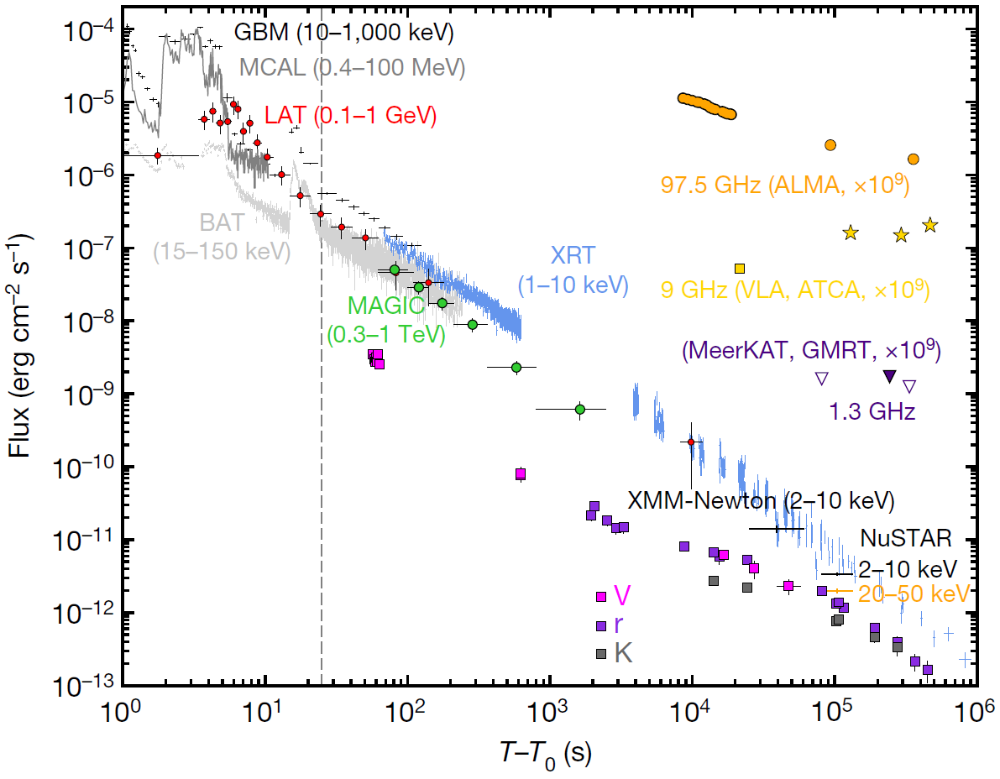 GBM (10–1,000 keV)
MCAL (0.4–100 MeV)
LAT (0.1–1 GeV)
BAT
(15–150 keV)
XRT
(1–10 keV)
MAGIC
(0.3–1 TeV)
97.5 GHz (ALMA, ×10⁹)
9 GHz (VLA, ATCA, ×10⁹)
(MeerKAT, GMRT, ×10⁹)
1.3 GHz
XMM-Newton (2–10 keV)
NuSTAR
2–10 keV
20–50 keV
V
r
K
Flux (erg cm⁻² s⁻¹)
10⁻⁴
10⁻⁵
10⁻⁶
10⁻⁷
10⁻⁸
10⁻⁹
10⁻¹⁰
10⁻¹¹
10⁻¹²
10⁻¹³
10⁰ 10¹ 10² 10³ 10⁴ 10⁵ 10⁶
T–T₀ (s)